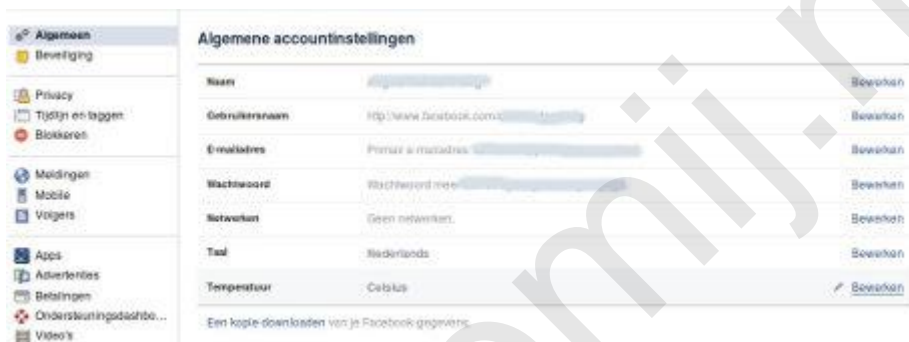 Algemeen
Beveiliging
Privacy
Tijdlijn en taggen
Blokkeren
Meldingen
Mobile
Volgers
Apps
Advertenties
Betalingen
Ondersteuningsdashbo...
Video's
Algemene accountinstellingen
Naam Bewerken
Gebruikersnaam http://www.facebook.com/ Bewerken
E-mailadres Primair e-mailadres: Bewerken
Wachtwoord Wachtwoord Bewerken
Netwerken Geen netwerken. Bewerken
Taal Nederlands Bewerken
Temperatuur Celsius Bewerken
Een kopie downloaden van je Facebook-gegevens.
omij.n